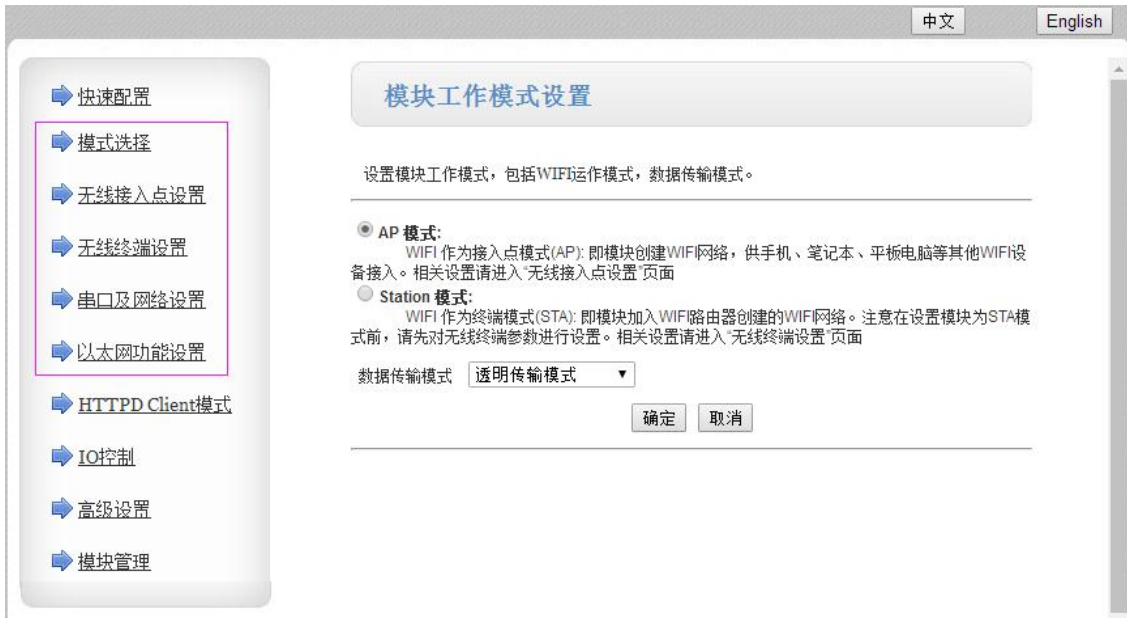 中文
English
快速配置
模式选择
无线接入点设置
无线终端设置
串口及网络设置
以太网功能设置
HTTPD Client模式
IO控制
高级设置
模块管理
模块工作模式设置
设置模块工作模式，包括WIFI运作模式，数据传输模式。
AP 模式:
WIFI 作为接入点模式(AP): 即模块创建WIFI网络，供手机、笔记本、平板电脑等其他WIFI设
备接入。相关设置请进入“无线接入点设置”页面
Station 模式:
WIFI 作为终端模式(STA): 即模块加入WIFI路由器创建的WIFI网络。注意在设置模块为STA模
式前，请先对无线终端参数进行设置。相关设置请进入“无线终端设置”页面
数据传输模式 透明传输模式
确定 取消